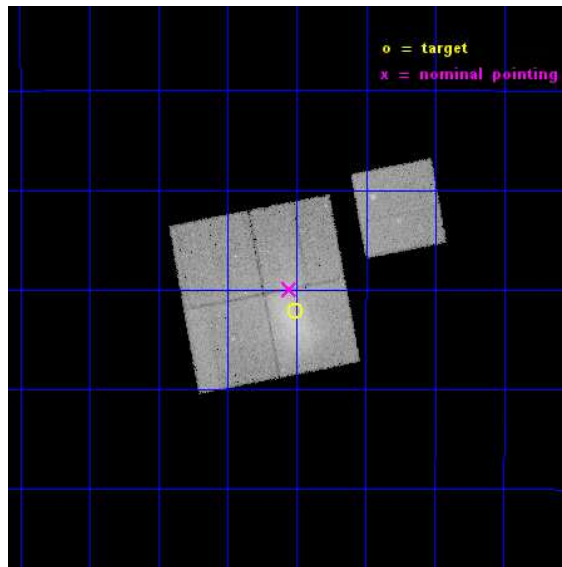 o = target
x = nominal pointing